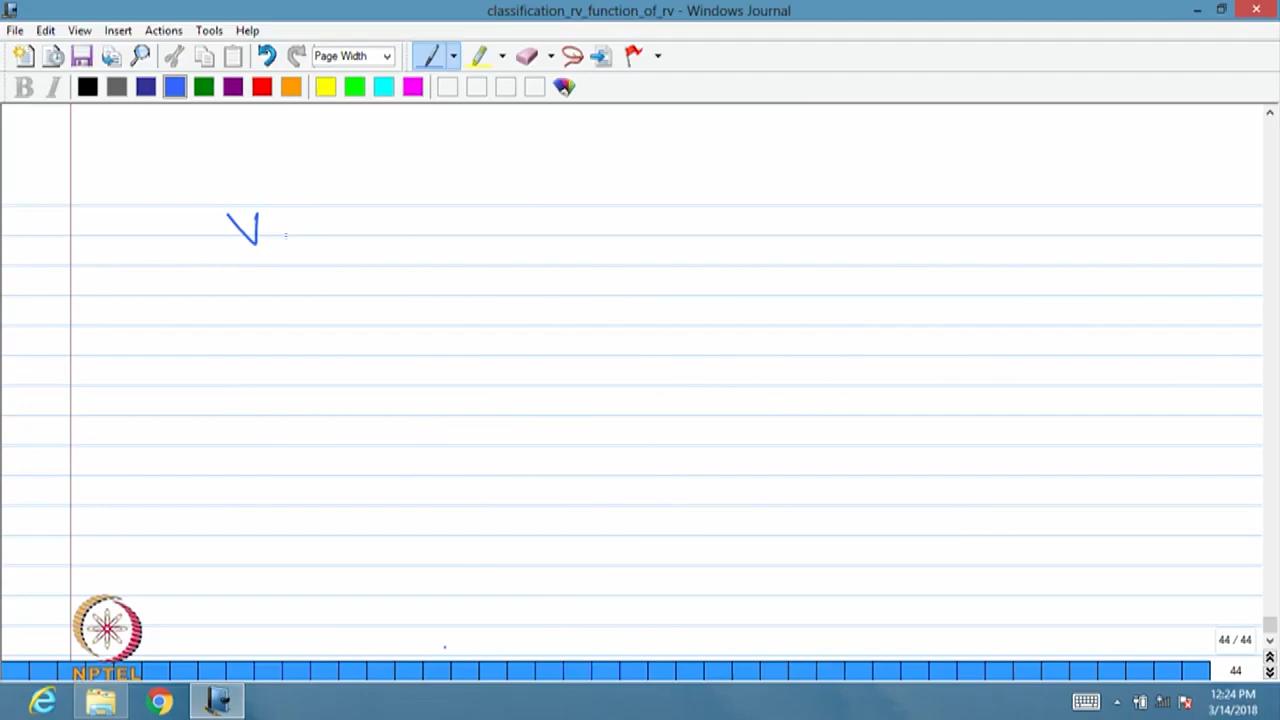 classification_rv_function_of_rv - Windows Journal
File Edit View Insert Actions Tools Help
Page Width
B I
V
44 / 44
44
NPTEL
12:24 PM
3/14/2018